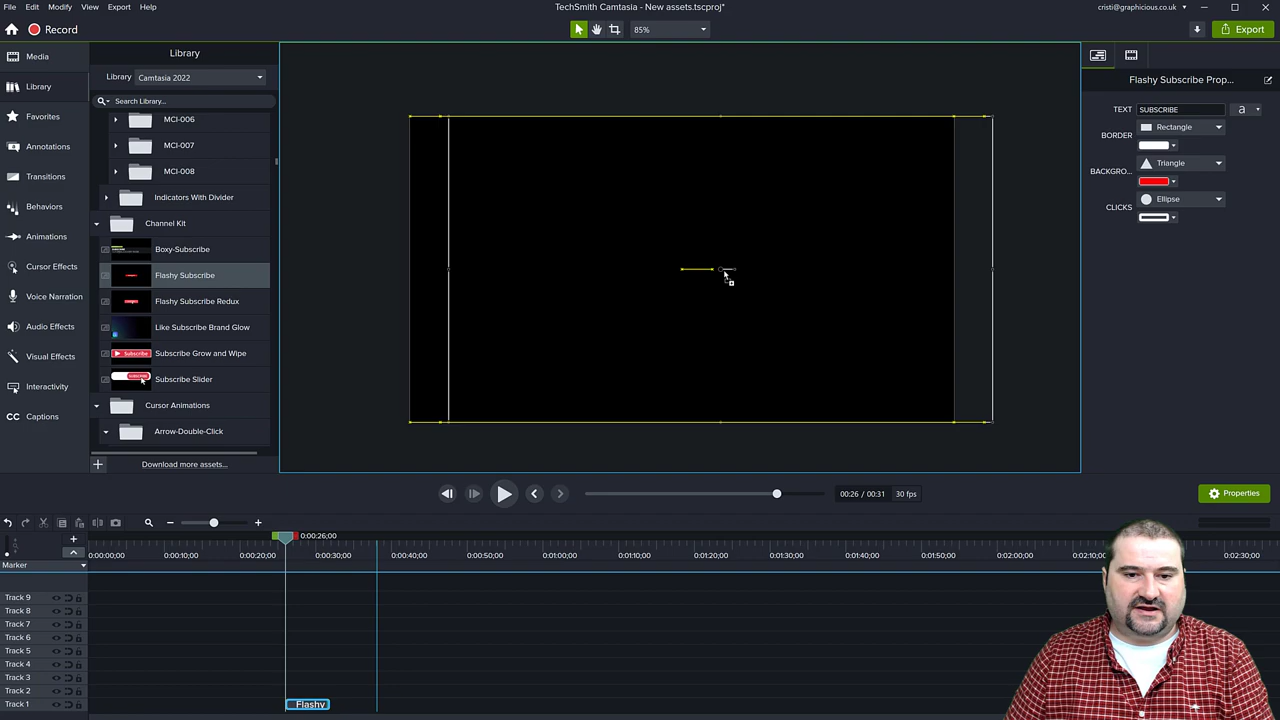 File Edit Modify View Export Help
TechSmith Camtasia - New assets.tscproj*
cristi@graphicious.co.uk
Record
85%
Export
Media
Library
Favorites
Annotations
Transitions
Behaviors
Animations
Cursor Effects
Voice Narration
Audio Effects
Visual Effects
Interactivity
CC Captions
Library
Library Camtasia 2022
Search Library...
MCI-006
MCI-007
MCI-008
Indicators With Divider
Channel Kit
Boxy-Subscribe
Flashy Subscribe
Flashy Subscribe Redux
Like Subscribe Brand Glow
Subscribe Grow and Wipe
Subscribe Slider
Cursor Animations
Arrow-Double-Click
Download more assets...
Flashy Subscribe Prop...
TEXT SUBSCRIBE a
BORDER Rectangle
BACKGRO... Triangle
CLICKS Ellipse
00:26 / 00:31 30 fps
Properties
0:00:26;00
0:00:00;00 0:00:10;00 0:00:20;00 0:00:30;00 0:00:40;00 0:00:50;00 0:01:00;00 0:01:10;00 0:01:20;00 0:01:30;00 0:01:40;00 0:01:50;00 0:02:00;00 0:02:30;00
Marker
Track 9
Track 8
Track 7
Track 6
Track 5
Track 4
Track 3
Track 2
Track 1 Flashy